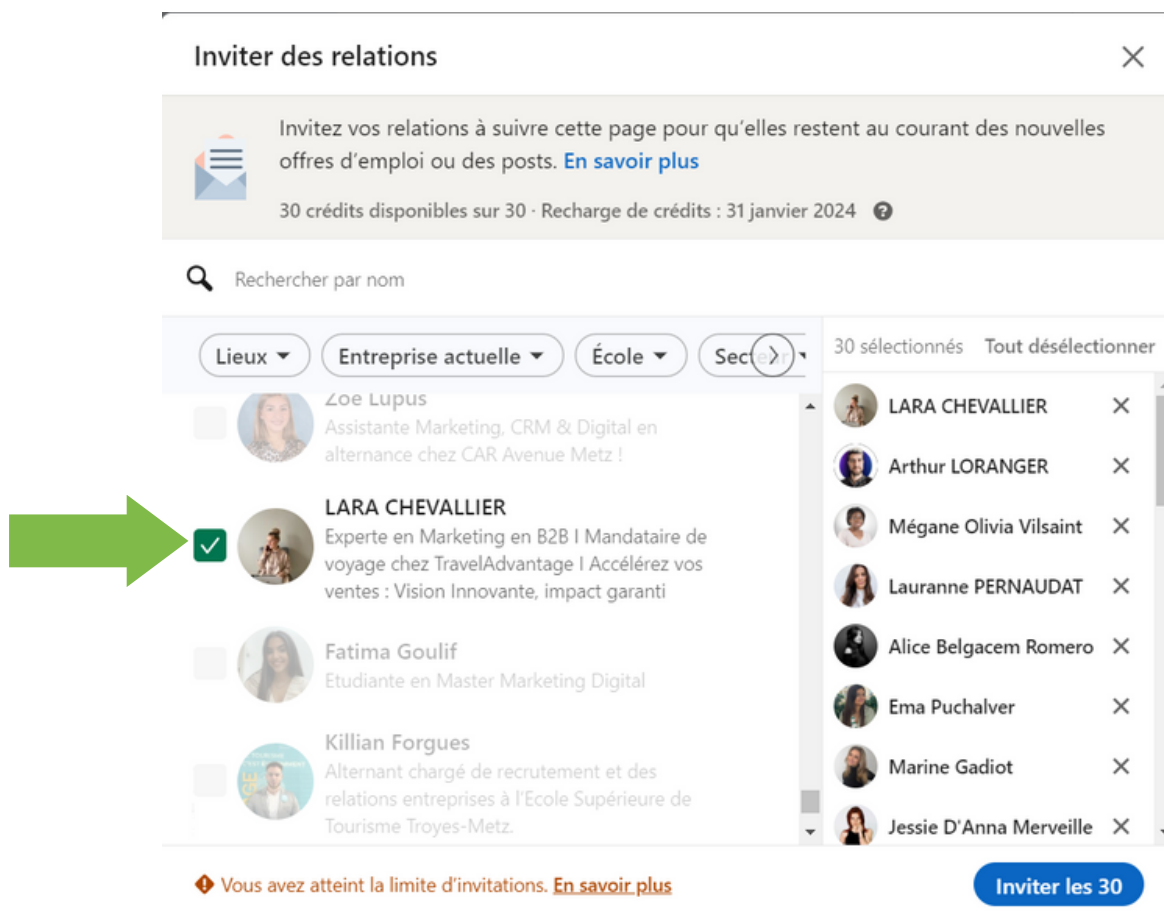 Inviter des relations
Invitez vos relations à suivre cette page pour qu'elles restent au courant des nouvelles
offres d'emploi ou des posts. En savoir plus
30 crédits disponibles sur 30 · Recharge de crédits : 31 janvier 2024
Rechercher par nom
Lieux
Entreprise actuelle
École
Secteur
Zoé Lupus
Assistante Marketing, CRM & Digital en
alternance chez CAR Avenue Metz !
LARA CHEVALLIER
Experte en Marketing en B2B I Mandataire de
voyage chez TravelAdvantage I Accélérez vos
ventes : Vision Innovante, impact garanti
Fatima Goulif
Etudiante en Master Marketing Digital
Killian Forgues
Alternant chargé de recrutement et des
relations entreprises à l'Ecole Supérieure de
Tourisme Troyes-Metz.
30 sélectionnés Tout désélectionner
LARA CHEVALLIER
Arthur LORANGER
Mégane Olivia Vilsaint
Lauranne PERNAUDAT
Alice Belgacem Romero
Ema Puchalver
Marine Gadiot
Jessie D'Anna Merveille
Vous avez atteint la limite d'invitations. En savoir plus
Inviter les 30